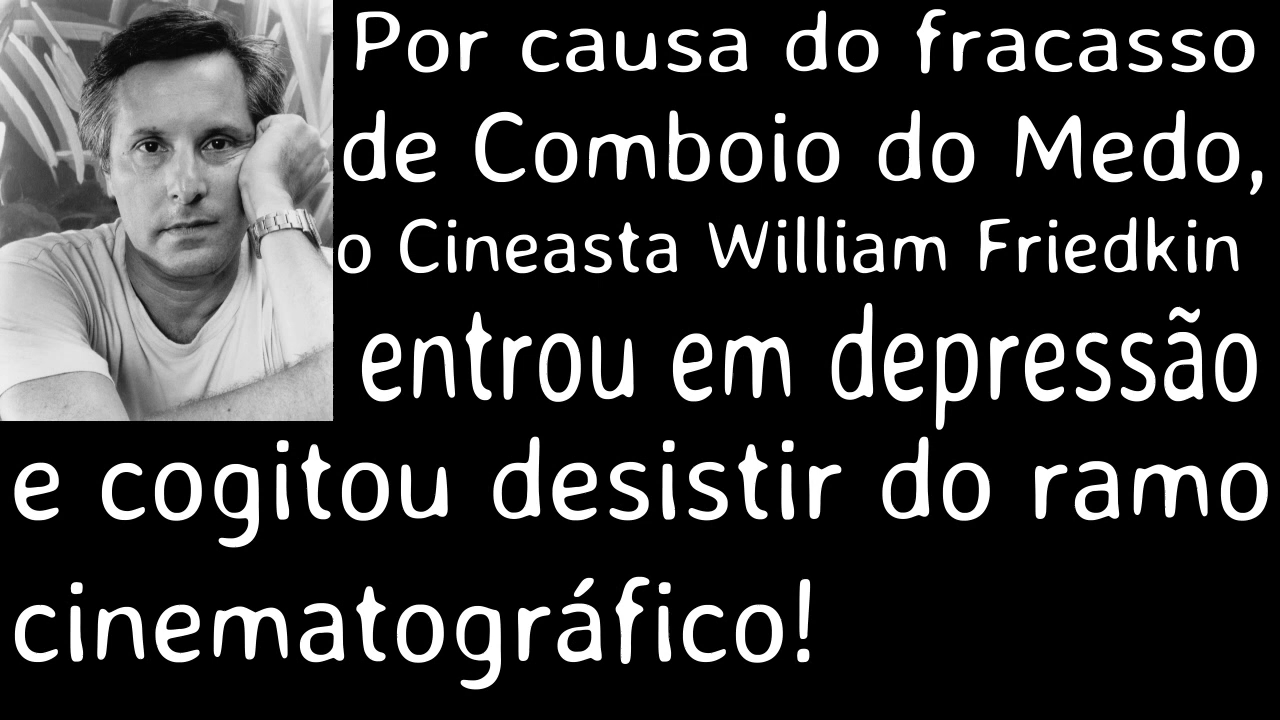 Por causa do fracasso
de Comboio do Medo,
o Cineasta William Friedkin
entrou em depressão
e cogitou desistir do ramo
cinematográfico!